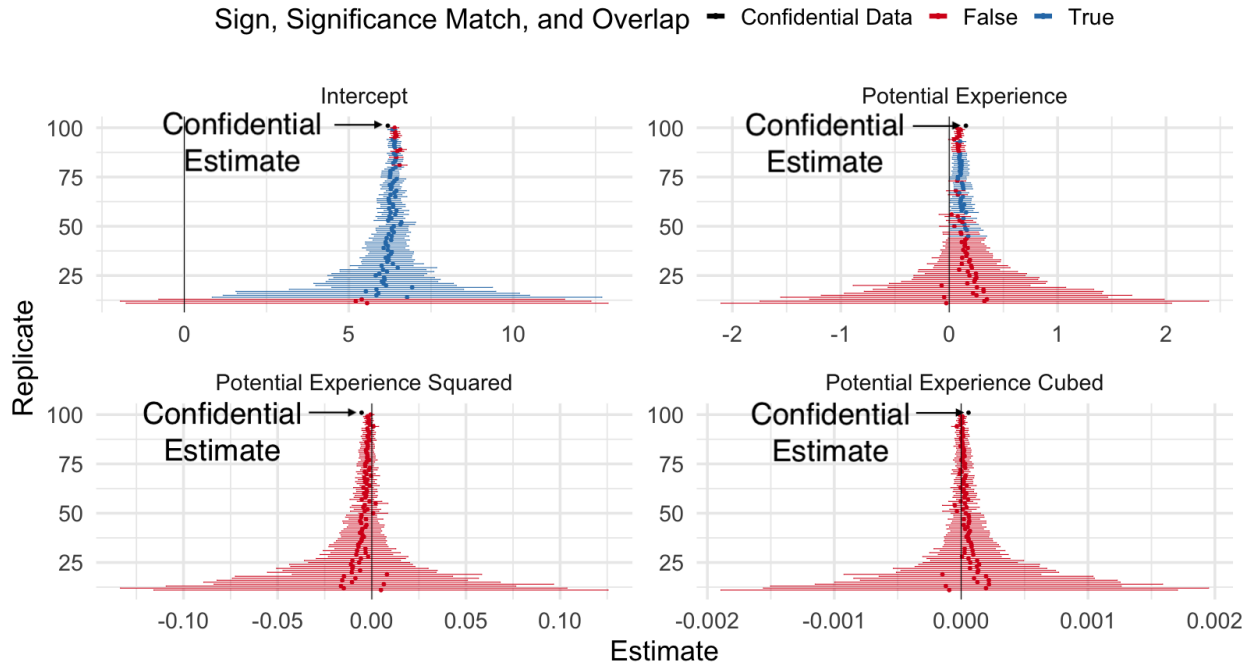 Sign, Significance Match, and Overlap Confidential Data False True
Intercept
Potential Experience
Confidential
Estimate
100
75
50
25
0 5 10
Confidential
Estimate
100
75
50
25
-2 -1 0 1 2
Replicate
Potential Experience Squared
Potential Experience Cubed
Confidential
Estimate
100
75
50
25
-0.10 -0.05 0.00 0.05 0.10
Confidential
Estimate
100
75
50
25
-0.002 -0.001 0.000 0.001 0.002
Estimate